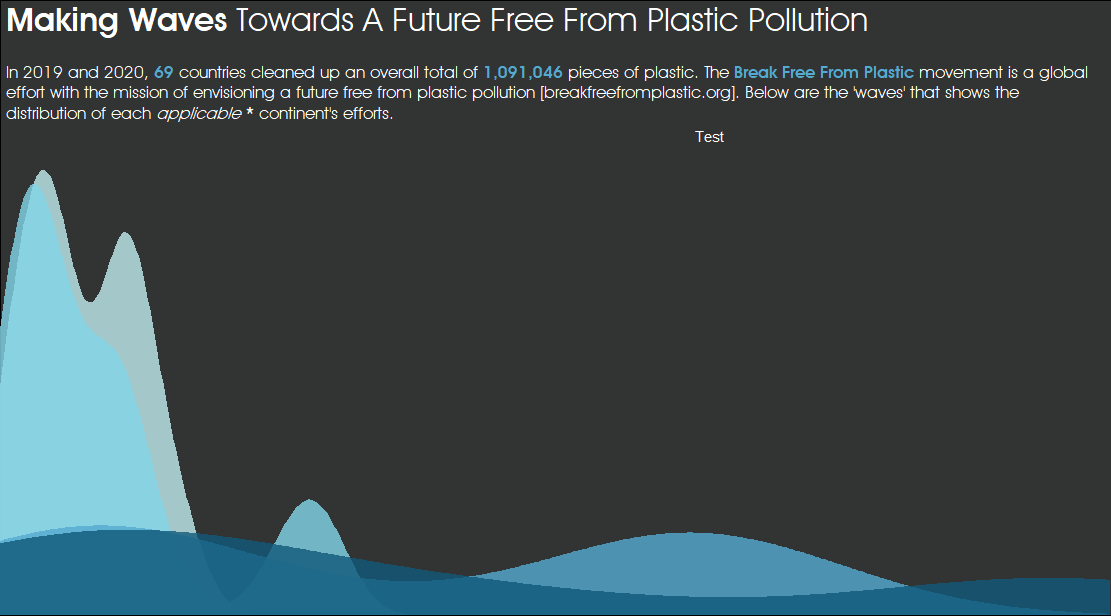 Making Waves Towards A Future Free From Plastic Pollution
In 2019 and 2020, 69 countries cleaned up an overall total of 1,091,046 pieces of plastic. The Break Free From Plastic movement is a global
effort with the mission of envisioning a future free from plastic pollution [breakfreefromplastic.org]. Below are the 'waves' that shows the
distribution of each applicable * continent's efforts.
Test